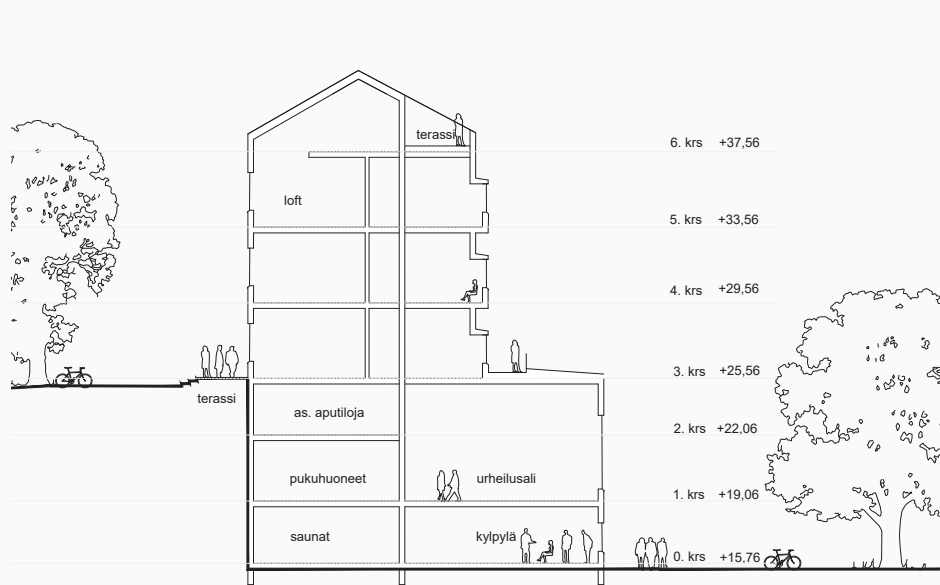 terassi
6. krs +37,56
loft
5. krs +33,56
4. krs +29,56
3. krs +25,56
terassi
as. aputiloja
2. krs +22,06
pukuhuoneet
urheilusali
1. krs +19,06
saunat
kylpylä
0. krs +15,76